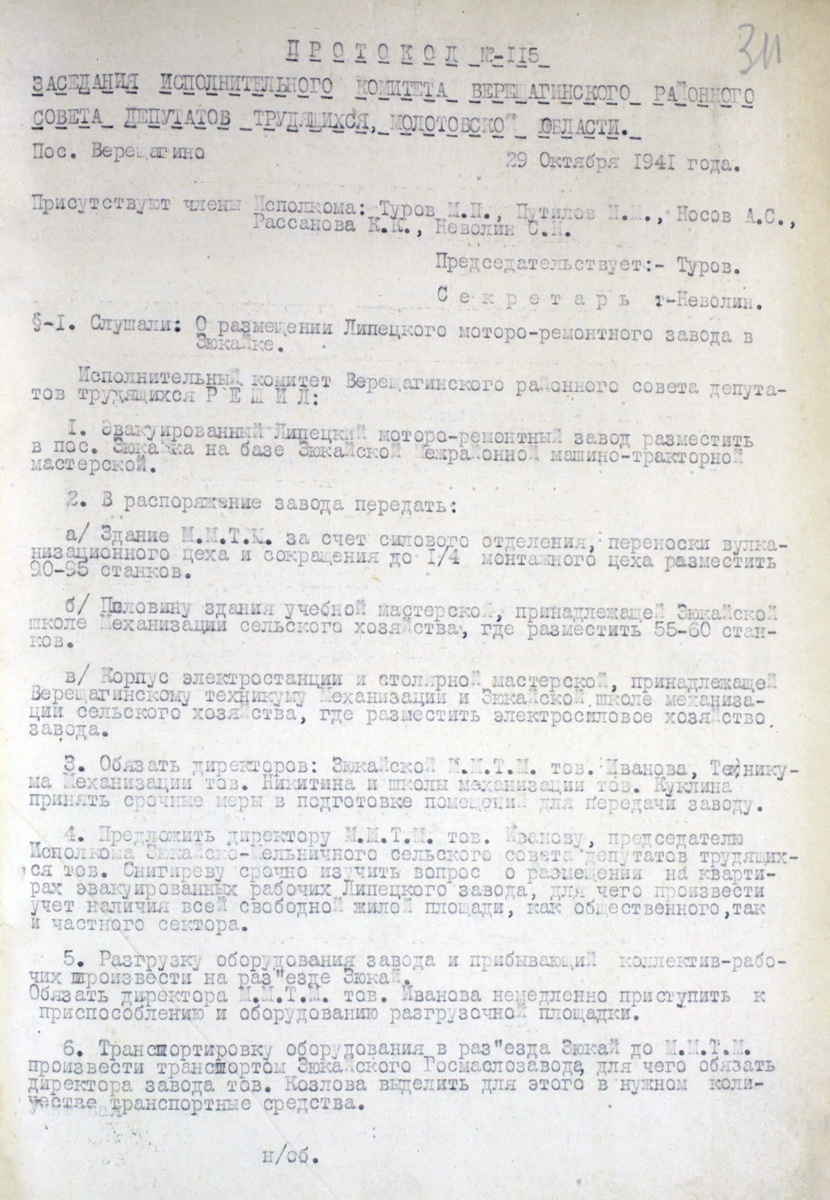 311
П Р О Т О К О Л №-115
ЗАСЕДАНИЯ ИСПОЛНИТЕЛЬНОГО КОМИТЕТА ВЕРЕЩАГИНСКОГО РАЙОННОГО
СОВЕТА ДЕПУТАТОВ ТРУДЯЩИХСЯ, МОЛОТОВСКОЙ ОБЛАСТИ.
Пос. Верещагино 29 Октября 1941 года.
Присутствуют члены Исполкома: Туров М.П., Путилов И.М., Носов А.С.,
Рассанова К.К., Неволин С.Н.
Председательствует:- Туров.
С е к р е т а р ь т-Неволин.
§-I. Слушали: О размещении Липецкого моторо-ремонтного завода в
Зюкайке.
Исполнительный комитет Верещагинского районного совета депута-
тов трудящихся Р Е Ш И Л:
1. Эвакуированный Липецкий моторо-ремонтный завод разместить
в пос. Зюкайка на базе Зюкайской Межрайонной машино-тракторной
мастерской.
2. В распоряжение завода передать:
а/ Здание М.М.Т.М. за счет силового отделения, переноски вулка-
низационного цеха и сокращения до I/4 монтажного цеха разместить
90-95 станков.
б/ Половину здания учебной мастерской, принадлежащей Зюкайской
школе Механизации сельского хозяйства, где разместить 55-60 стан-
ков.
в/ Корпус электростанции и столярной мастерской, принадлежащей
Верещагинскому техникуму Механизации и Зюкайской школе механиза-
ции сельского хозяйства, где разместить электросиловое хозяйство
завода.
3. Обязать директоров: Зюкайской М.М.Т.М. тов. Иванова, Технику-
ма Механизации тов. Никитина и школы механизации тов. Куклина
принять срочные меры в подготовке помещений для передачи заводу.
4. Предложить директору М.М.Т.М. тов. Иванову, председателю
Исполкома Зюкайско-Мельничного сельского совета депутатов трудящих-
ся тов. Снигиреву срочно изучить вопрос о размещении на кварти-
рах эвакуированных рабочих Липецкого завода, для чего произвести
учет наличия всей свободной жилой площади, как общественного,так
и частного сектора.
5. Разгрузку оборудования завода и прибывающий коллектив-рабо-
чих произвести на раз"езде Зюкай.
Обязать директора М.М.Т.М. тов. Иванова немедленно приступить к
приспособлению и оборудованию разгрузочной площадки.
6. Транспортировку оборудования в раз"езда Зюкай до М.М.Т.М.
произвести транспортом Зюкайского Госмаслозавода, для чего обязать
директора завода тов. Козлова выделить для этого в нужном коли-
честве транспортные средства.
н/об.